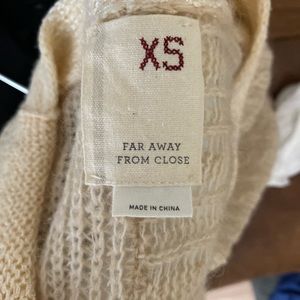 XS
FAR AWAY
FROM CLOSE
MADE IN CHINA